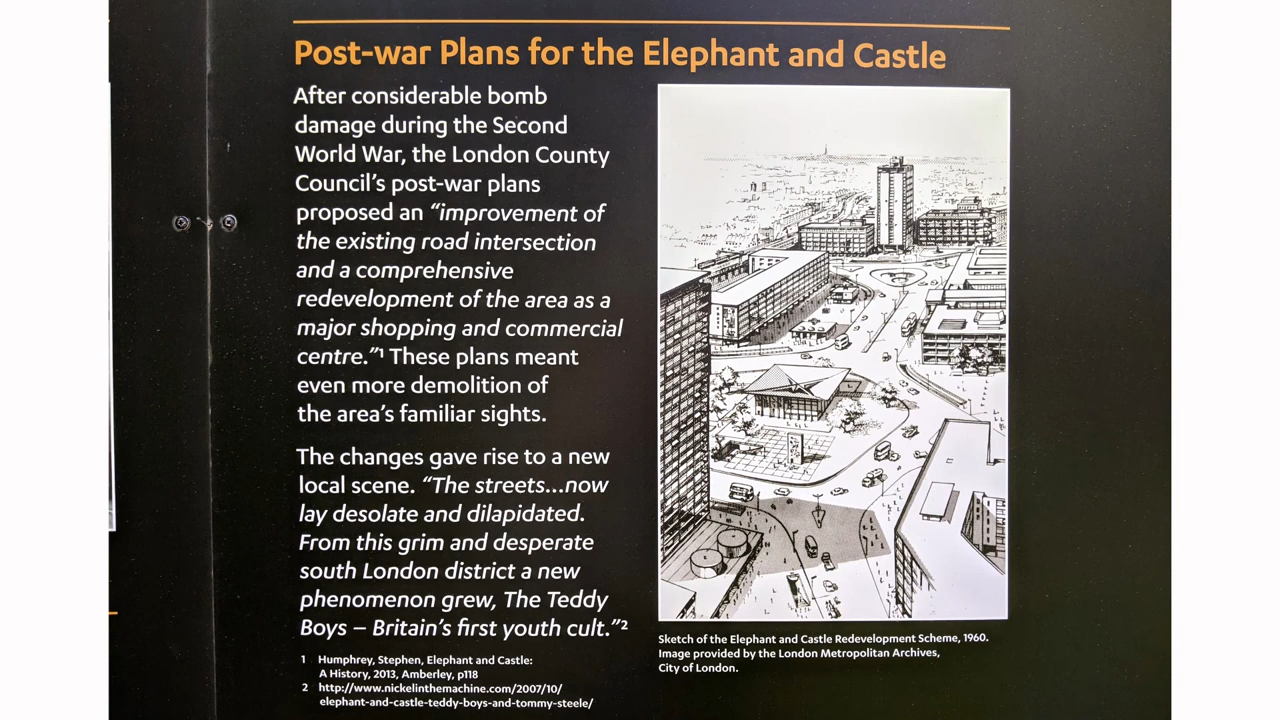 Post-war Plans for the Elephant and Castle
After considerable bomb
damage during the Second
World War, the London County
Council’s post-war plans
proposed an “improvement of
the existing road intersection
and a comprehensive
redevelopment of the area as a
major shopping and commercial
centre.”¹ These plans meant
even more demolition of
the area’s familiar sights.
The changes gave rise to a new
local scene. “The streets...now
lay desolate and dilapidated.
From this grim and desperate
south London district a new
phenomenon grew, The Teddy
Boys – Britain’s first youth cult.”²
1 Humphrey, Stephen, Elephant and Castle:
A History, 2013, Amberley, p118
2 http://www.nickelinthemachine.com/2007/10/
elephant-and-castle-teddy-boys-and-tommy-steele/
Sketch of the Elephant and Castle Redevelopment Scheme, 1960.
Image provided by the London Metropolitan Archives,
City of London.